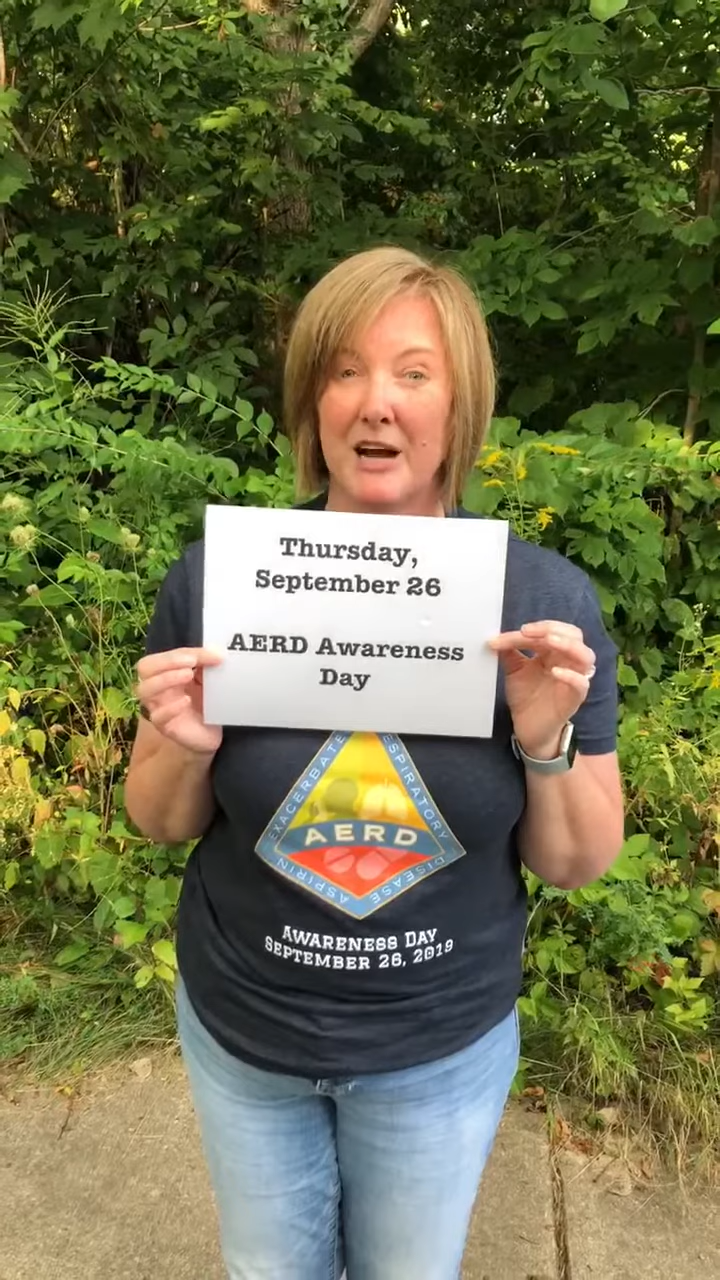 Thursday,
September 26
AERD Awareness
Day
EXACERBATE
RESPIRATORY
AERD
ASPIRIN
DISEASE
AWARENESS DAY
SEPTEMBER 26, 2019